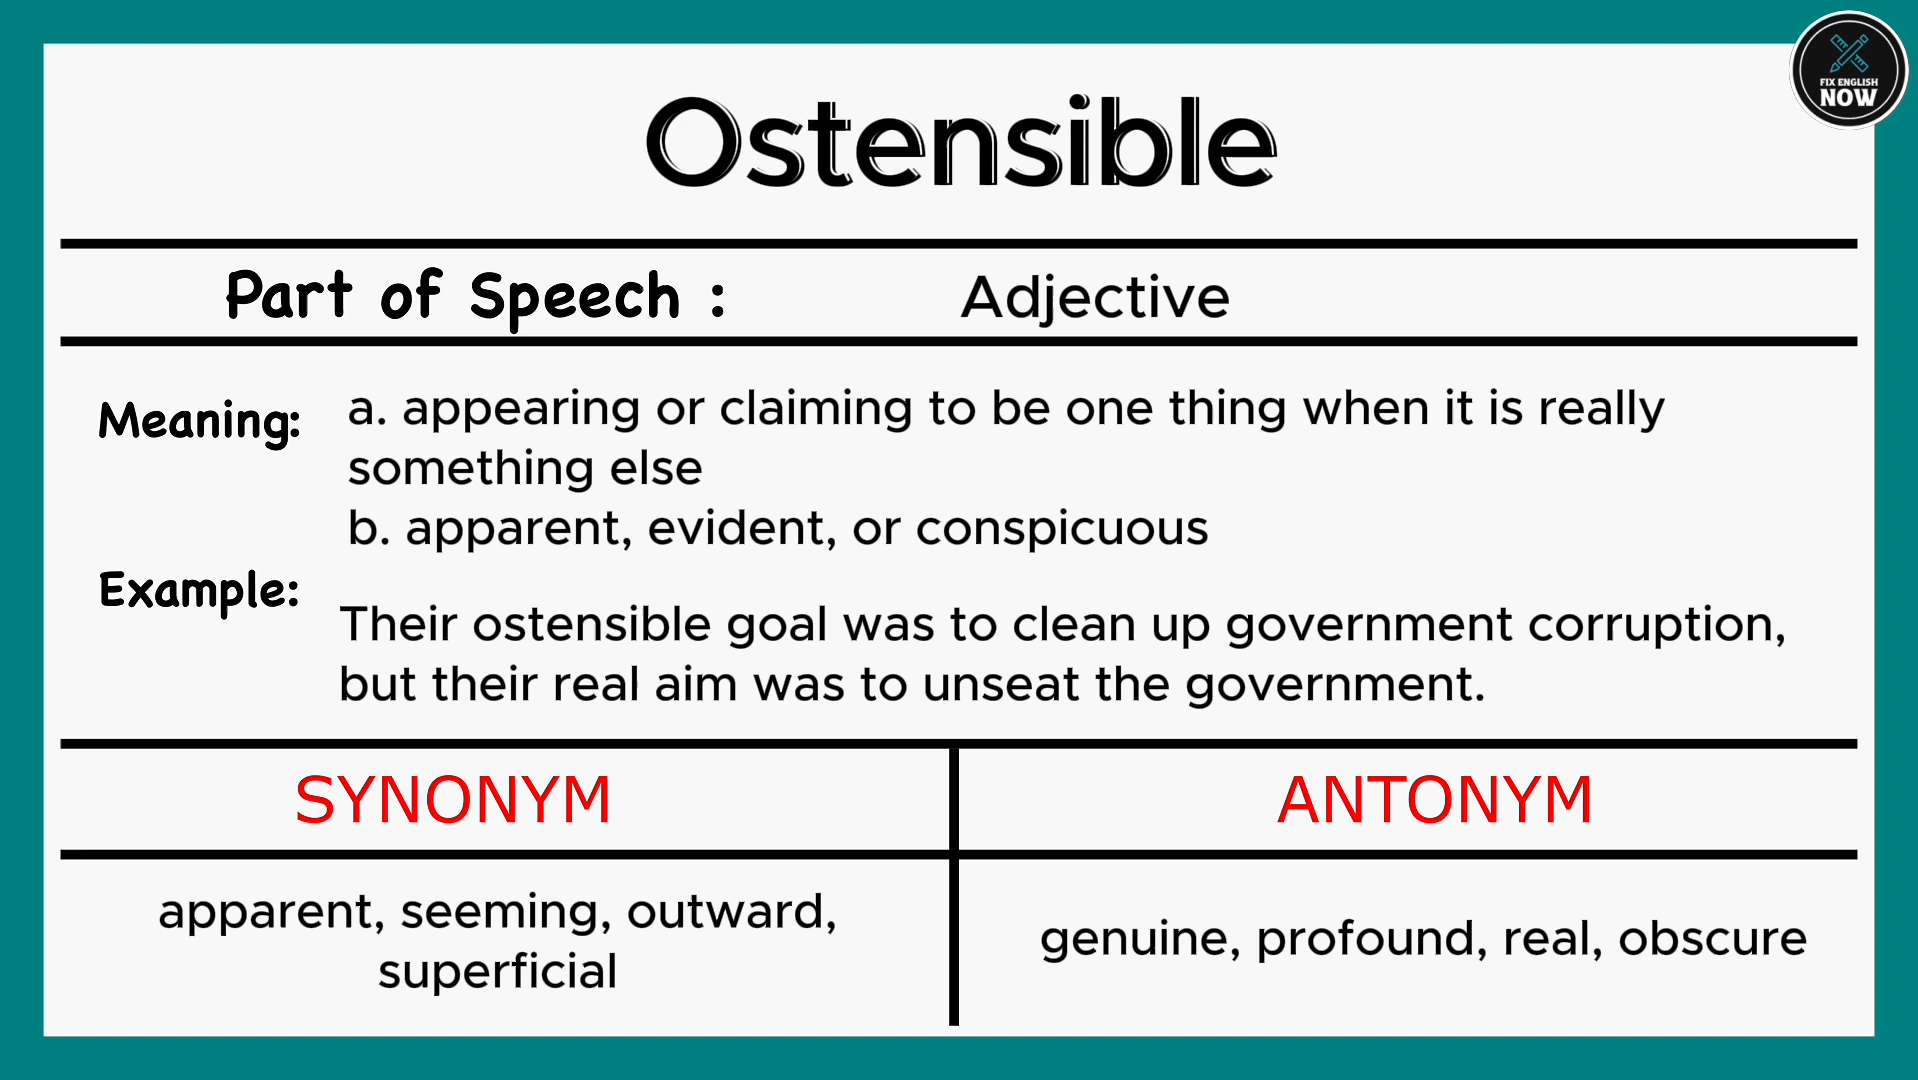 FIX ENGLISH
NOW
Ostensible
Part of Speech : Adjective
Meaning: a. appearing or claiming to be one thing when it is really
something else
b. apparent, evident, or conspicuous
Example:
Their ostensible goal was to clean up government corruption,
but their real aim was to unseat the government.
SYNONYM
ANTONYM
apparent, seeming, outward,
superficial
genuine, profound, real, obscure